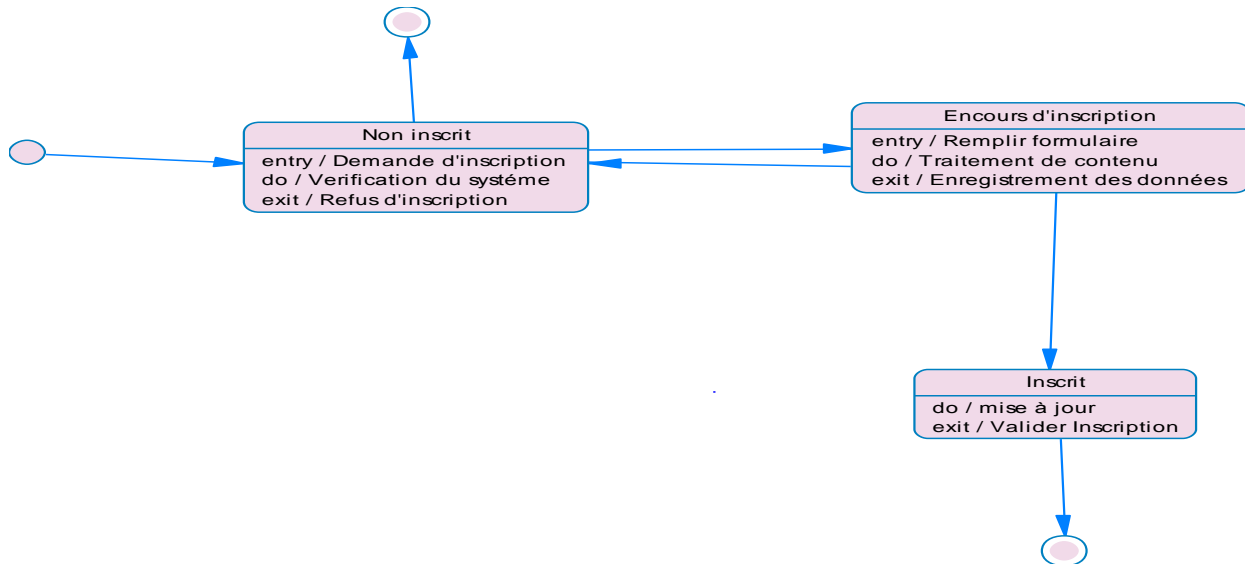 Non inscrit
entry / Demande d'inscription
do / Verification du systéme
exit / Refus d'inscription
Encours d'inscription
entry / Remplir formulaire
do / Traitement de contenu
exit / Enregistrement des données
Inscrit
do / mise à jour
exit / Valider Inscription